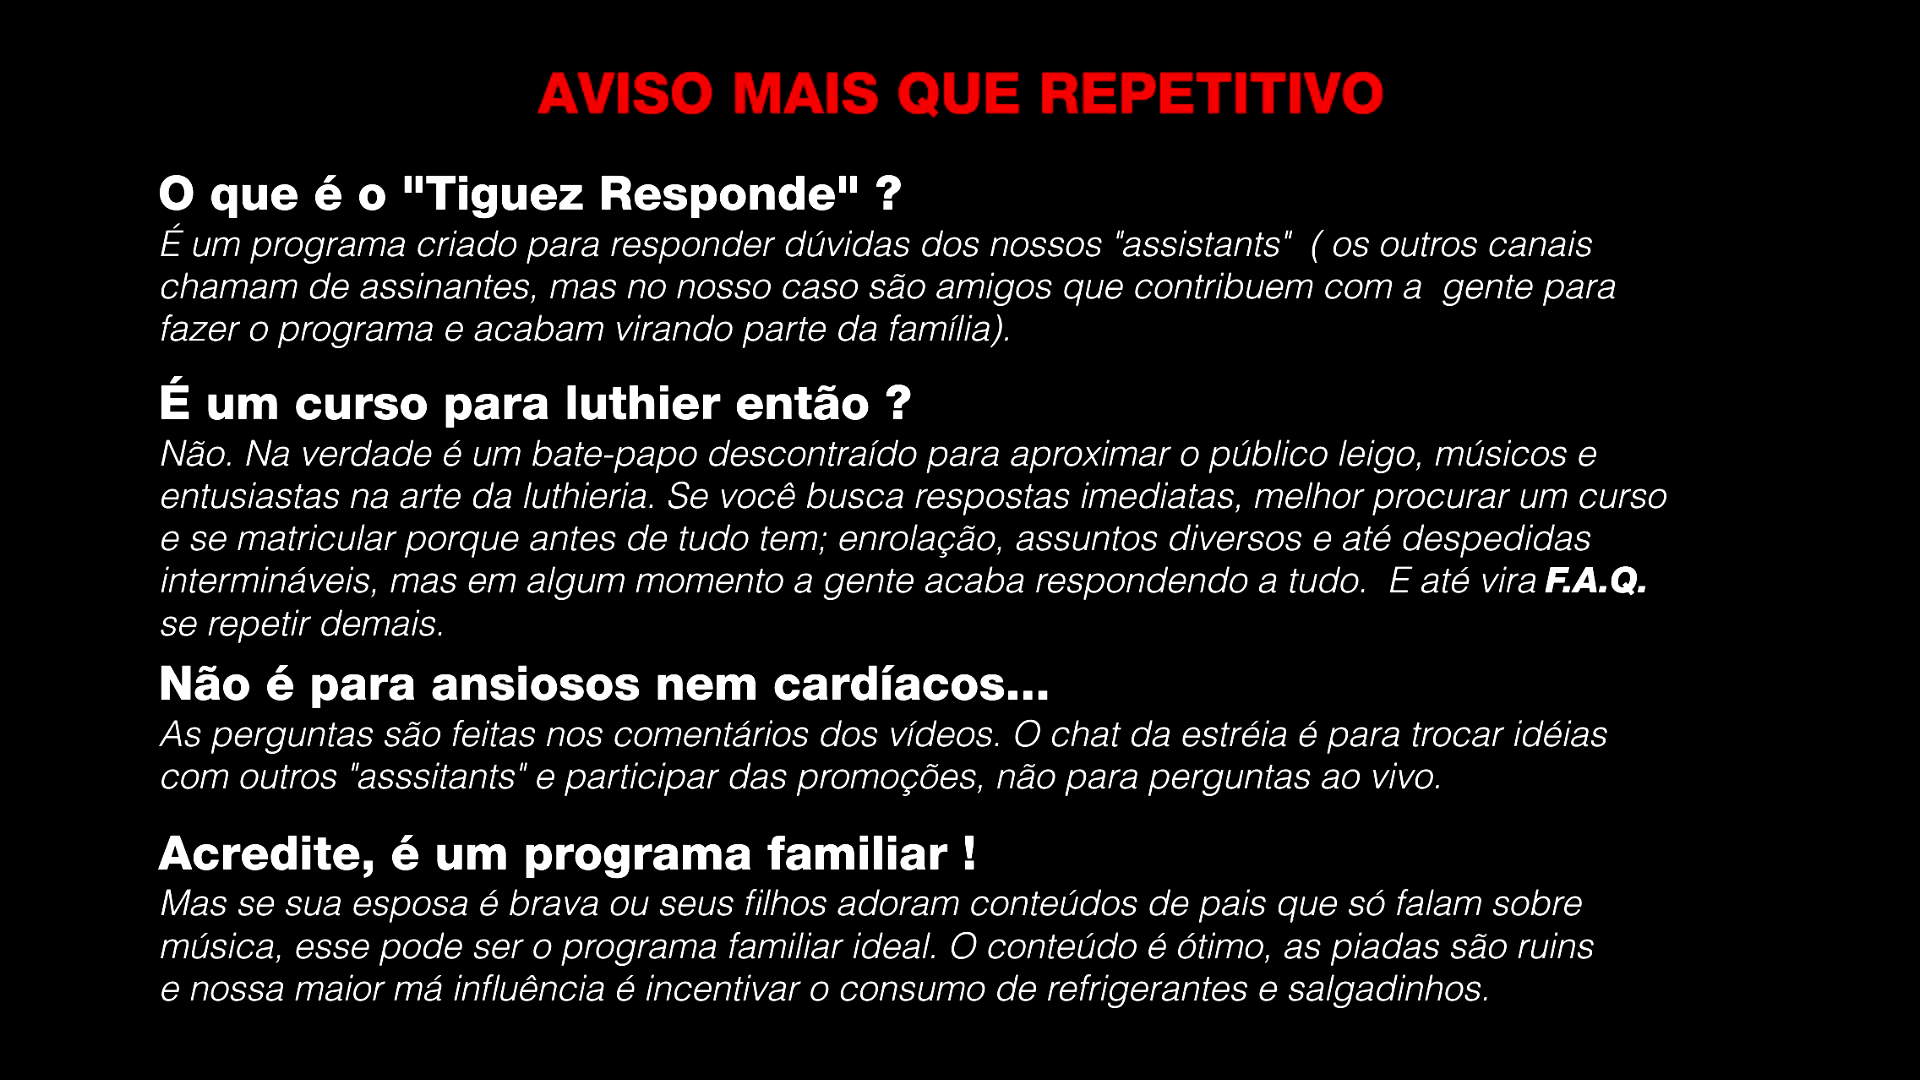 AVISO MAIS QUE REPETITIVO
O que é o "Tiguez Responde" ?
É um programa criado para responder dúvidas dos nossos "assistants"  ( os outros canais
chamam de assinantes, mas no nosso caso são amigos que contribuem com a  gente para
fazer o programa e acabam virando parte da família).
É um curso para luthier então ?
Não. Na verdade é um bate-papo descontraído para aproximar o público leigo, músicos e
entusiastas na arte da luthieria. Se você busca respostas imediatas, melhor procurar um curso
e se matricular porque antes de tudo tem; enrolação, assuntos diversos e até despedidas
intermináveis, mas em algum momento a gente acaba respondendo a tudo.  E até vira F.A.Q.
se repetir demais.
Não é para ansiosos nem cardíacos...
As perguntas são feitas nos comentários dos vídeos. O chat da estréia é para trocar idéias
com outros "asssitants" e participar das promoções, não para perguntas ao vivo.
Acredite, é um programa familiar !
Mas se sua esposa é brava ou seus filhos adoram conteúdos de pais que só falam sobre
música, esse pode ser o programa familiar ideal. O conteúdo é ótimo, as piadas são ruins
e nossa maior má influência é incentivar o consumo de refrigerantes e salgadinhos.